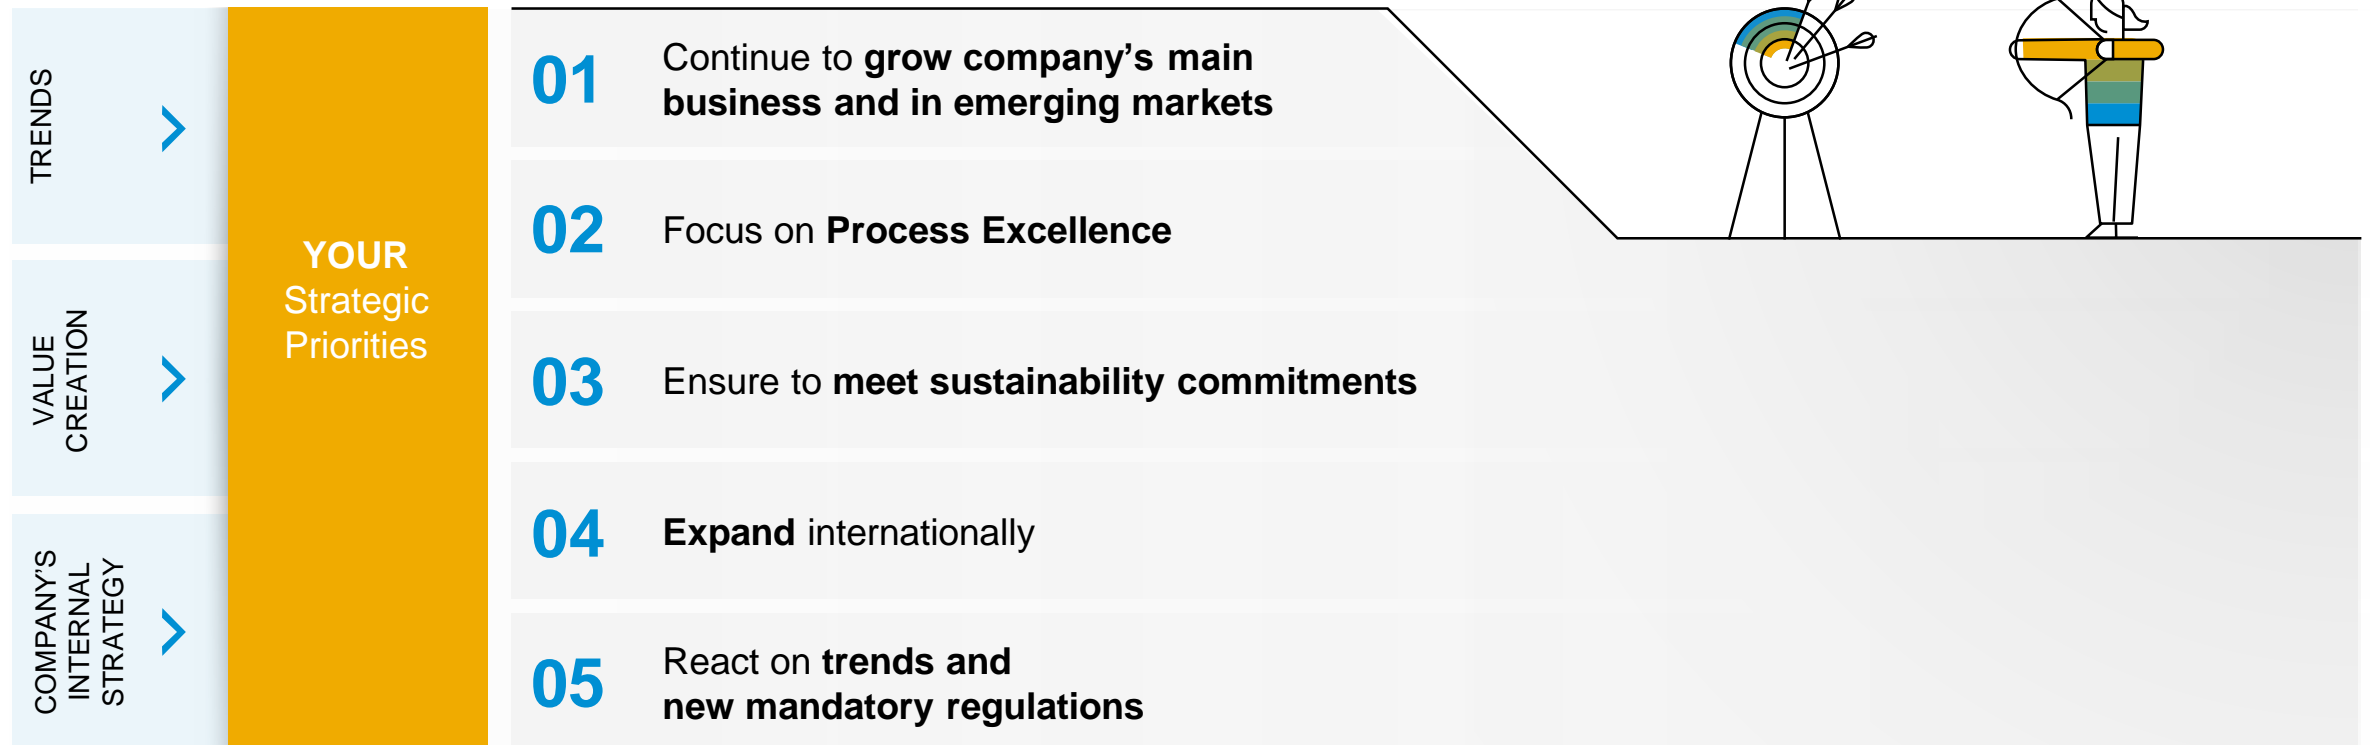 TRENDS
VALUE
CREATION
COMPANY’S
INTERNAL
STRATEGY
YOUR
Strategic
Priorities
01
Continue to grow company’s main
business and in emerging markets
02
Focus on Process Excellence
03
Ensure to meet sustainability commitments
04
Expand internationally
05
React on trends and
new mandatory regulations